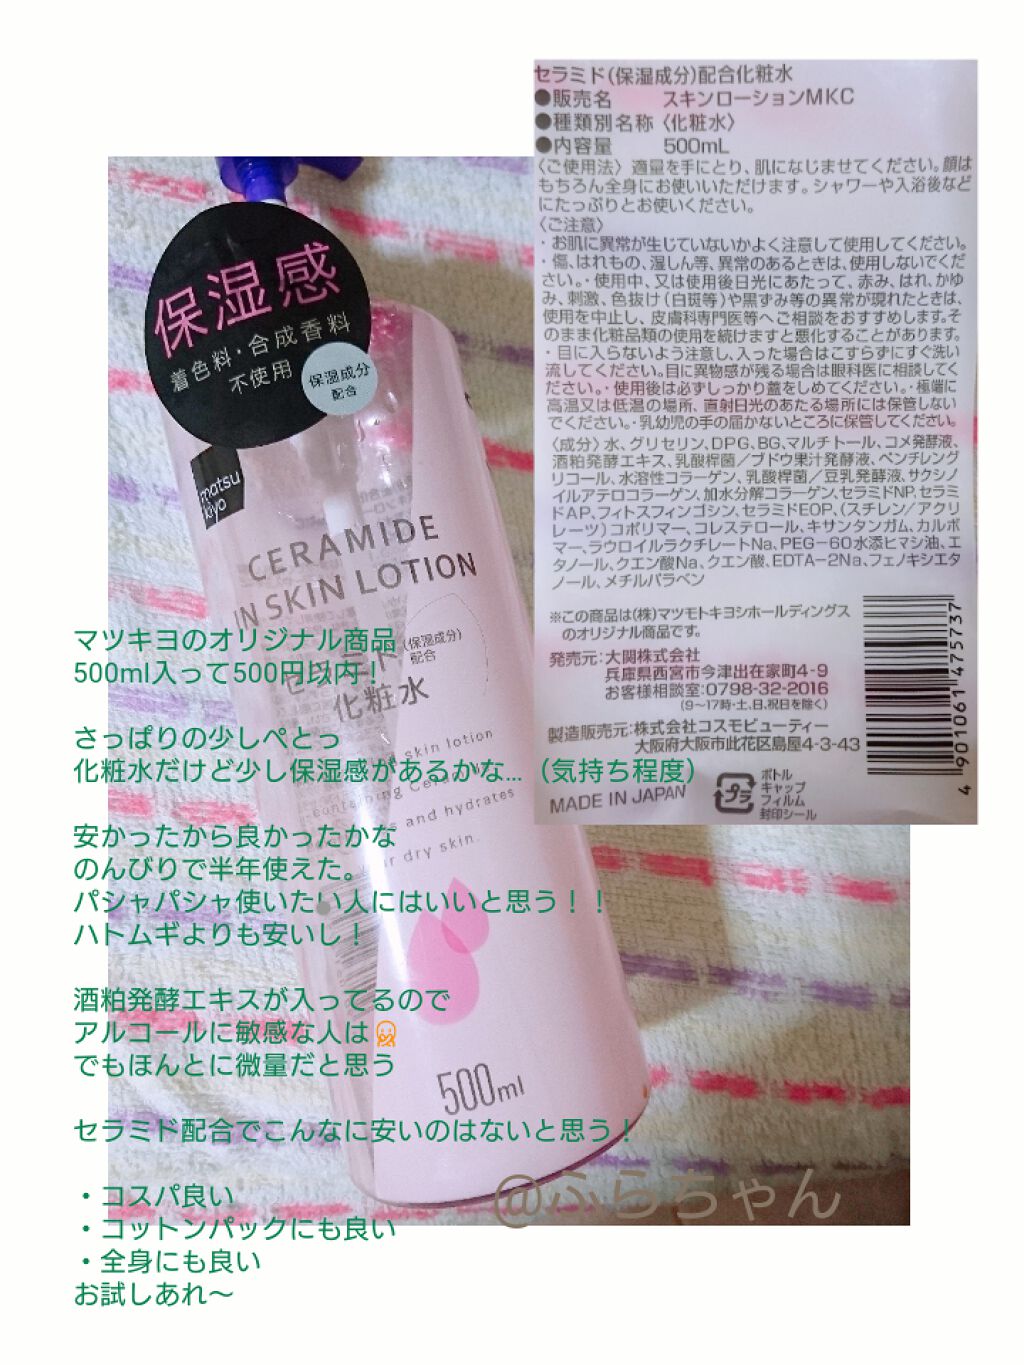 セラミド(保湿成分)配合化粧水
●販売名 スキンローションMKC
●種類別名称〈化粧水〉
●内容量 500mL
〈ご使用法〉適量を手にとり、肌になじませてください。顔は
もちろん全身にお使いいただけます。シャワーや入浴後など
にたっぷりとお使いください。
〈ご注意〉
・お肌に異常が生じていないかよく注意して使用してください。
・傷、はれもの、湿しん等、異常のあるときは、使用しないでくだ
さい。・使用中、又は使用後日光にあたって、赤み、はれ、かゆ
み、刺激、色抜け(白斑等)や黒ずみ等の異常が現れたときは、
使用を中止し、皮膚科専門医等へご相談をおすすめします。そ
のまま化粧品類の使用を続けますと悪化することがあります。
・目に入らないよう注意し、入った場合はこすらずにすぐ洗い
流してください。目に異物感が残る場合は眼科医に相談してく
ださい。・使用後は必ずしっかり蓋をしめてください。・極端に
高温又は低温の場所、直射日光のあたる場所には保管しない
でください。・乳幼児の手の届かないところに保管してください。
〈成分〉水、グリセリン、DPG、BG、マルチトール、コメ発酵液、
酒粕発酵エキス、乳酸桿菌/ブドウ果汁発酵液、ペンチレング
リコール、水溶性コラーゲン、乳酸桿菌/豆乳発酵液、サクシノ
イルアテロコラーゲン、加水分解コラーゲン、セラミドNP、セラミ
ドAP、フィトスフィンゴシン、セラミドEOP、(スチレン/アクリ
レーツ)コポリマー、コレステロール、キサンタンガム、カルボ
マー、ラウロイルラクチレートNa、PEG-60水添ヒマシ油、エ
タノール、クエン酸Na、クエン酸、EDTA-2Na、フェノキシエタ
ノール、メチルパラベン
※この商品は(株)マツモトキヨシホールディングス
のオリジナル商品です。
発売元:大関株式会社
兵庫県西宮市今津出在家町4-9
お客様相談室:0798-32-2016
(9〜17時・土、日、祝日を除く)
製造販売元:株式会社コスモビューティー
大阪府大阪市此花区島屋4-3-43
MADE IN JAPAN
プラ
ボトル
キャップ
フィルム
封印シール
4 901061 475737
保湿感
着色料・合成香料
不使用
保湿成分
配合
matsu
kiyo
CERAMIDE
IN SKIN LOTION
セラミド(保湿成分)
配合
化粧水
skin lotion
containing Ceramide
and hydrates
dry skin.
500ml
マツキヨのオリジナル商品
500ml入って500円以内！
さっぱりの少しぺとっ
化粧水だけど少し保湿感があるかな…（気持ち程度）
安かったから良かったかな
のんびりで半年使えた。
パシャパシャ使いたい人にはいいと思う！！
ハトムギよりも安いし！
酒粕発酵エキスが入ってるので
アルコールに敏感な人は🙅
でもほんとに微量だと思う
セラミド配合でこんなに安いのはないと思う！
・コスパ良い
・コットンパックにも良い
・全身にも良い
お試しあれ〜
@ふらちゃん